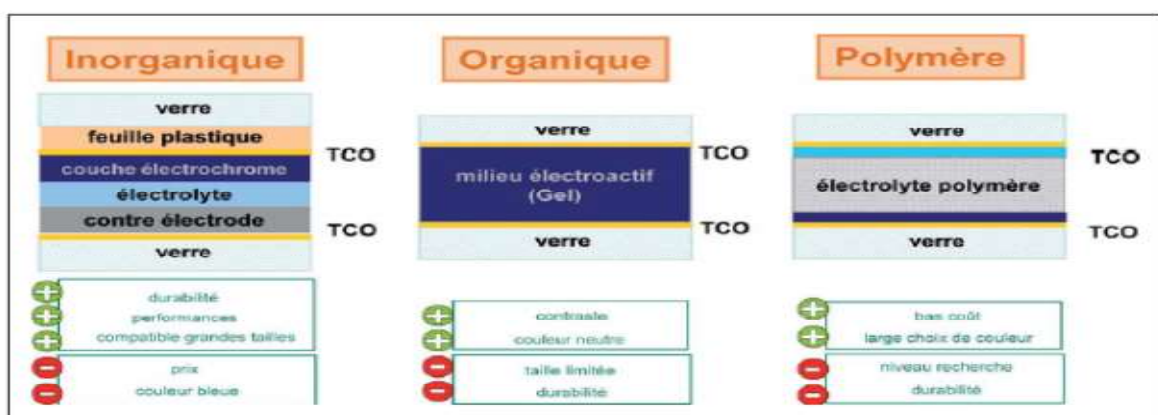 Inorganique
verre
feuille plastique
TCO
couche électrochrome
électrolyte
contre électrode
TCO
verre
durabilité
performances
compatible grandes tailles
prix
couleur bleue
Organique
verre
TCO
milieu électroactif
(Gel)
TCO
verre
contraste
couleur neutre
taille limitée
durabilité
Polymère
verre
TCO
électrolyte polymère
TCO
verre
bas coût
large choix de couleur
niveau recherche
durabilité